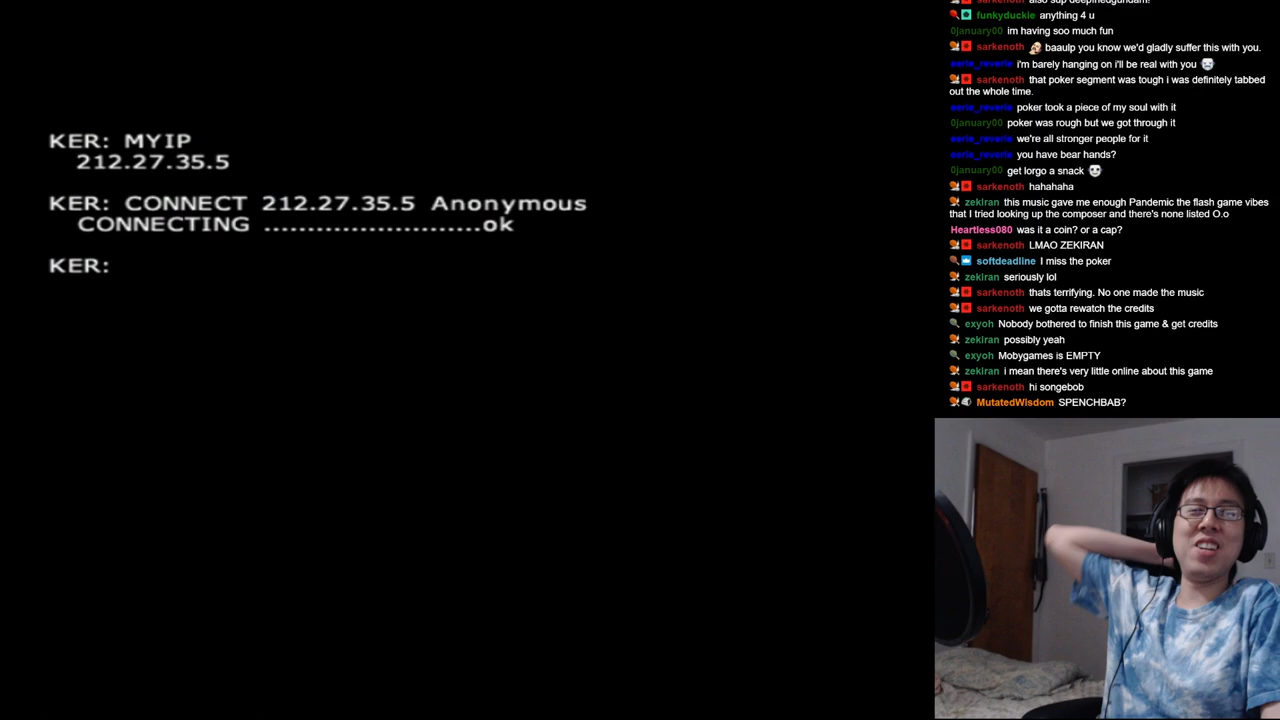 KER: MYIP
212.27.35.5
KER: CONNECT 212.27.35.5 Anonymous
CONNECTING .........................ok
KER:
funkyduckie anything 4 u
0january00 im having soo much fun
sarkenoth baaulp you know we'd gladly suffer this with you.
eerie_reverie i'm barely hanging on i'll be real with you
sarkenoth that poker segment was tough i was definitely tabbed
out the whole time.
eerie_reverie poker took a piece of my soul with it
0january00 poker was rough but we got through it
eerie_reverie we're all stronger people for it
eerie_reverie you have bear hands?
0january00 get lorgo a snack
sarkenoth hahahaha
zekiran this music gave me enough Pandemic the flash game vibes
that I tried looking up the composer and there's none listed O.o
Heartless080 was it a coin? or a cap?
sarkenoth LMAO ZEKIRAN
softdeadline I miss the poker
zekiran seriously lol
sarkenoth thats terrifying. No one made the music
sarkenoth we gotta rewatch the credits
exyoh Nobody bothered to finish this game & get credits
zekiran possibly yeah
exyoh Mobygames is EMPTY
zekiran i mean there's very little online about this game
sarkenoth hi songebob
MutatedWisdom SPENCHBAB?